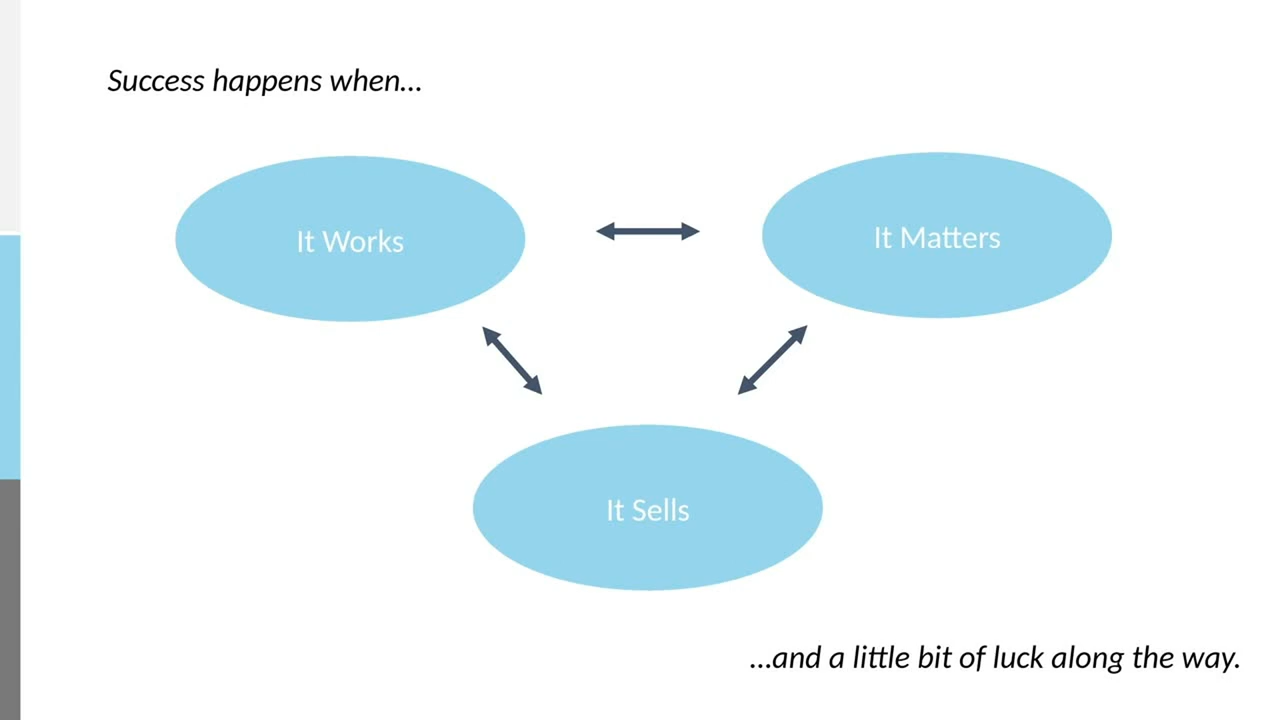 Success happens when...
It Works
It Matters
It Sells
...and a little bit of luck along the way.